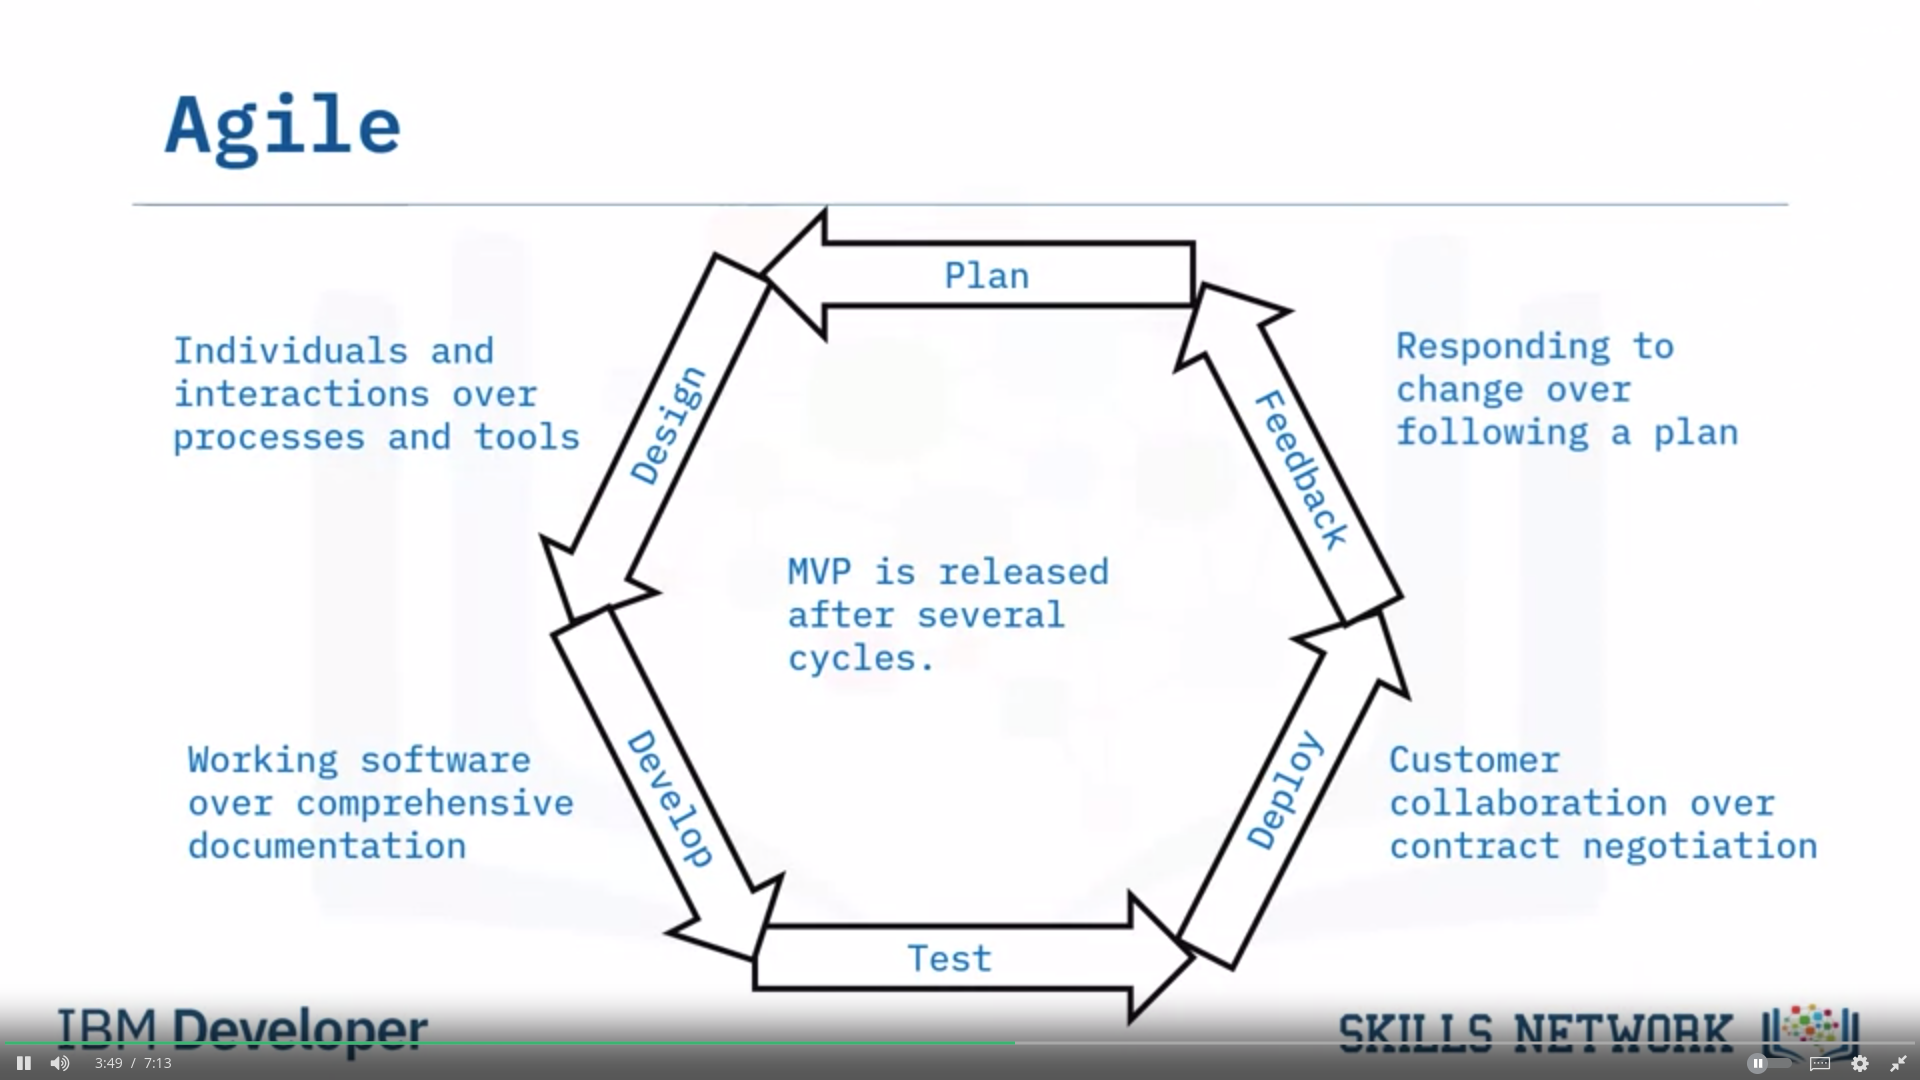 Agile
Plan
Individuals and
interactions over
processes and tools
Design
Feedback
Responding to
change over
following a plan
MVP is released
after several
cycles.
Working software
over comprehensive
documentation
Develop
Deploy
Customer
collaboration over
contract negotiation
Test
IBM Developer
SKILLS NETWORK
3:49 / 7:13